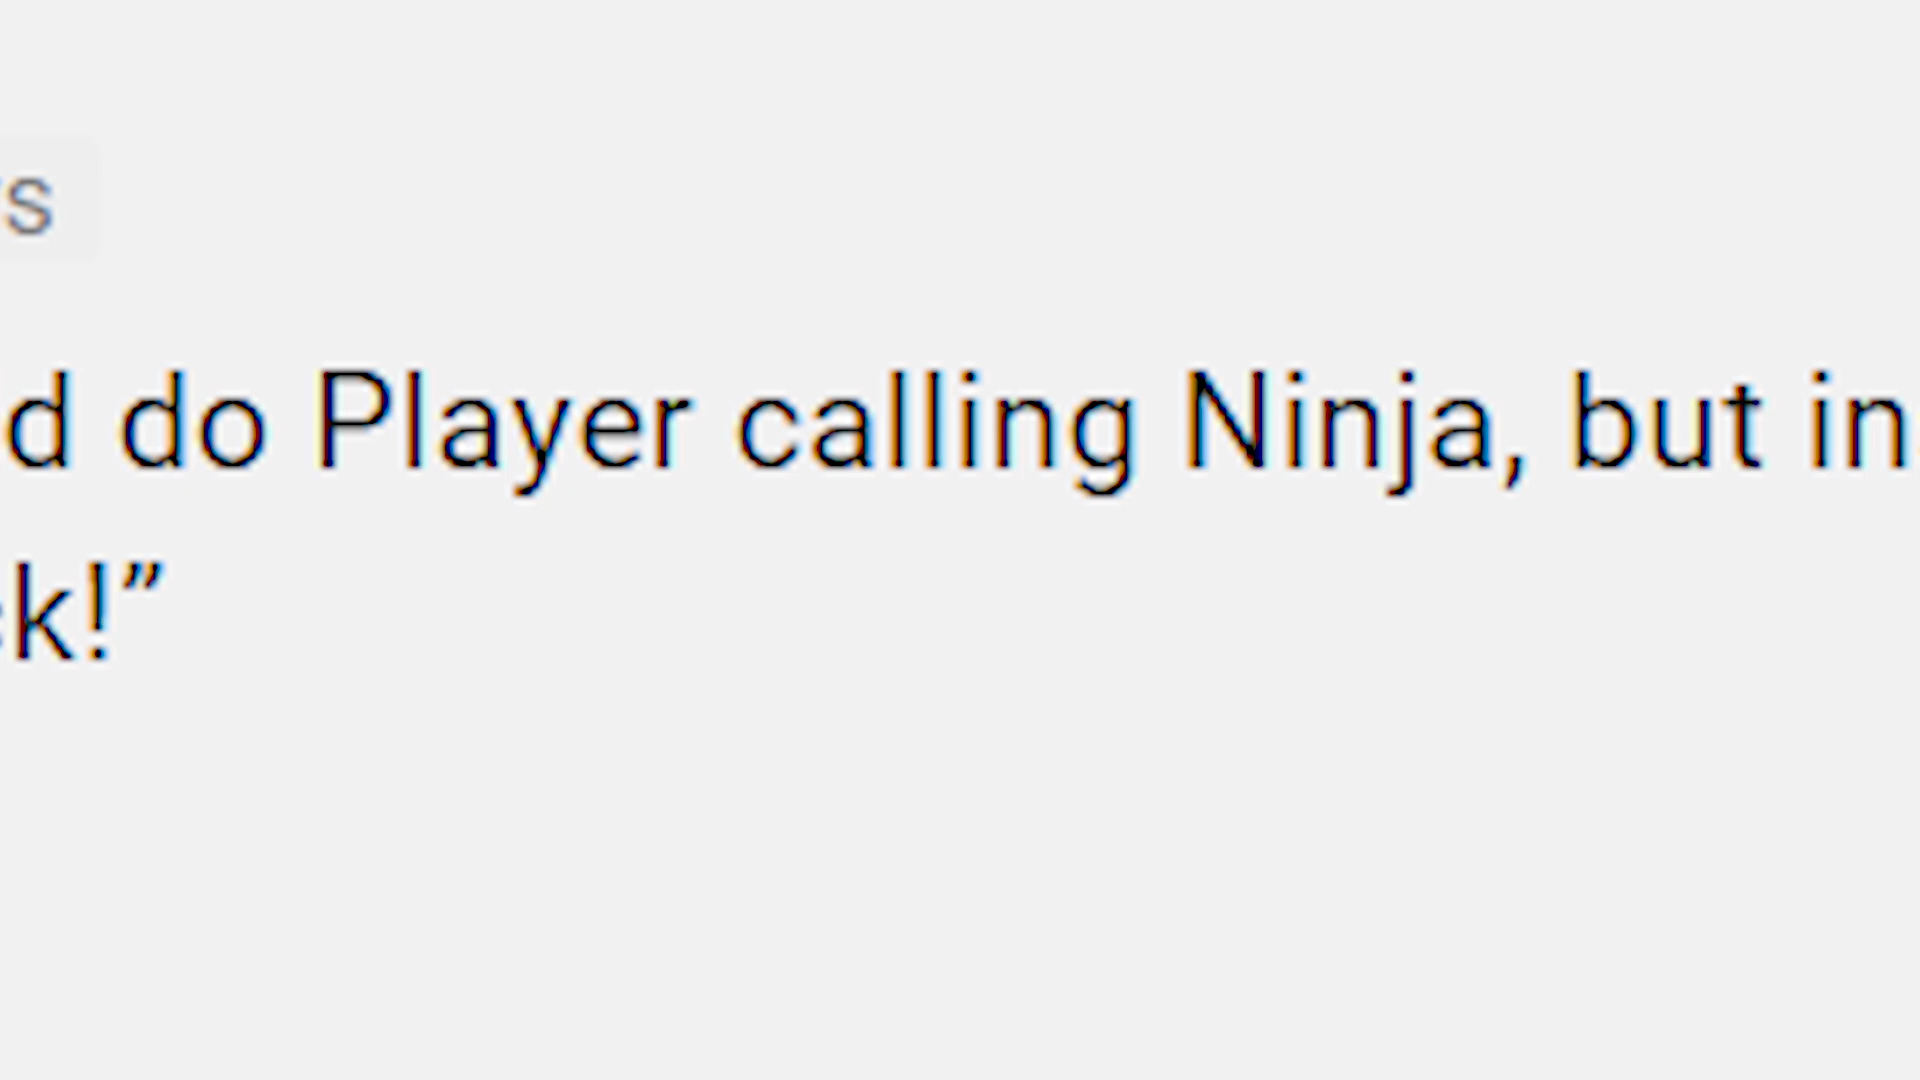 s
d do Player calling Ninja, but in
k!”